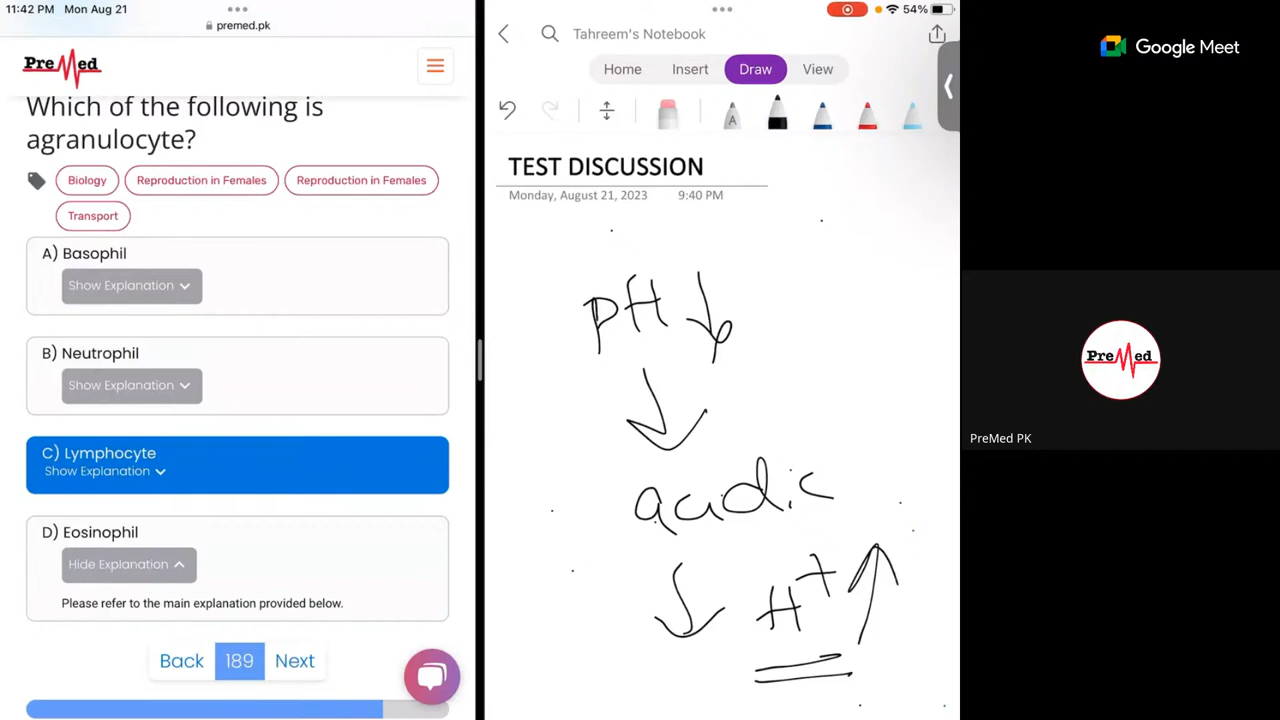 11:42 PM Mon Aug 21
premed.pk
PreMed
Which of the following is
agranulocyte?
Biology
Reproduction in Females
Reproduction in Females
Transport
A) Basophil
Show Explanation
B) Neutrophil
Show Explanation
C) Lymphocyte
Show Explanation
D) Eosinophil
Hide Explanation
Please refer to the main explanation provided below.
Back 189 Next
54%
Tahreem's Notebook
Home Insert Draw View
A
TEST DISCUSSION
Monday, August 21, 2023 9:40 PM
pH ↓
↓
acidic
↓ H+ ↑
Google Meet
PreMed
PreMed PK